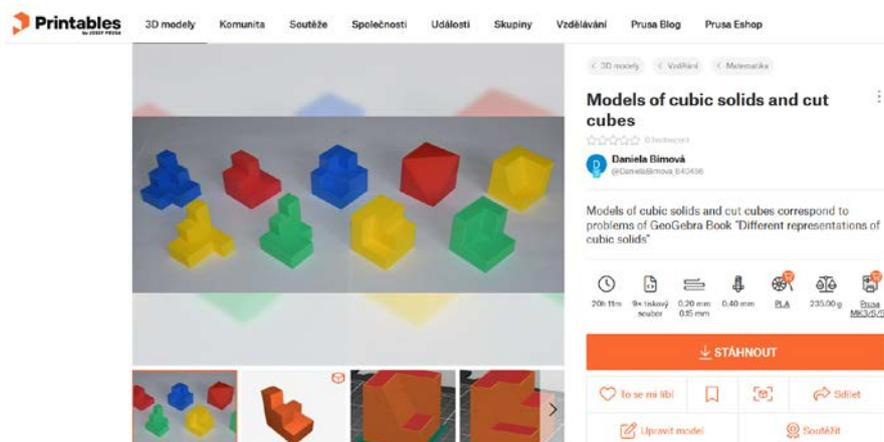 Printables
by JOSEF PRUSA
3D modely Komunita Soutěže Společnosti Události Skupiny Vzdělávání Prusa Blog Prusa Eshop
< 3D modely < Vzdělání < Matematika
Models of cubic solids and cut
cubes
0 hodnocení
D
Daniela Bímová
@DanielaBimova_640466
Models of cubic solids and cut cubes correspond to
problems of GeoGebra Book "Different representations of
cubic solids"
20h 11m 9× tiskový 0.20 mm 0.40 mm PLA 235.00 g Prusa
soubor 0.15 mm MK3/S/S
STÁHNOUT
To se mi líbí Sdílet
Upravit model Soutěžit